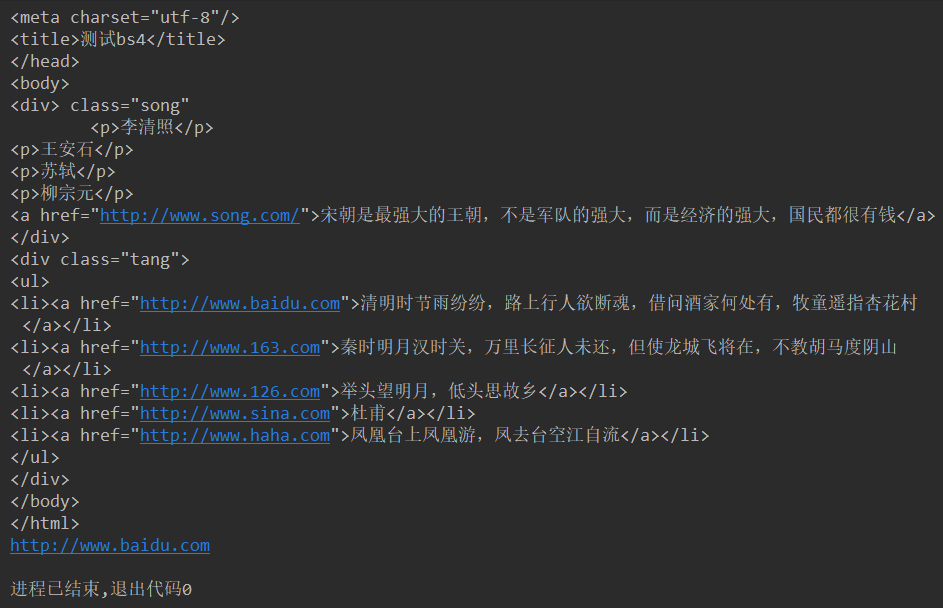 <meta charset="utf-8"/>
<title>测试bs4</title>
</head>
<body>
<div> class="song"
<p>李清照</p>
<p>王安石</p>
<p>苏轼</p>
<p>柳宗元</p>
<a href="http://www.song.com/">宋朝是最强大的王朝，不是军队的强大，而是经济的强大，国民都很有钱</a>
</div>
<div class="tang">
<ul>
<li><a href="http://www.baidu.com">清明时节雨纷纷，路上行人欲断魂，借问酒家何处有，牧童遥指杏花村
</a></li>
<li><a href="http://www.163.com">秦时明月汉时关，万里长征人未还，但使龙城飞将在，不教胡马度阴山
</a></li>
<li><a href="http://www.126.com">举头望明月，低头思故乡</a></li>
<li><a href="http://www.sina.com">杜甫</a></li>
<li><a href="http://www.haha.com">凤凰台上凤凰游，凤去台空江自流</a></li>
</ul>
</div>
</body>
</html>
http://www.baidu.com
进程已结束,退出代码0